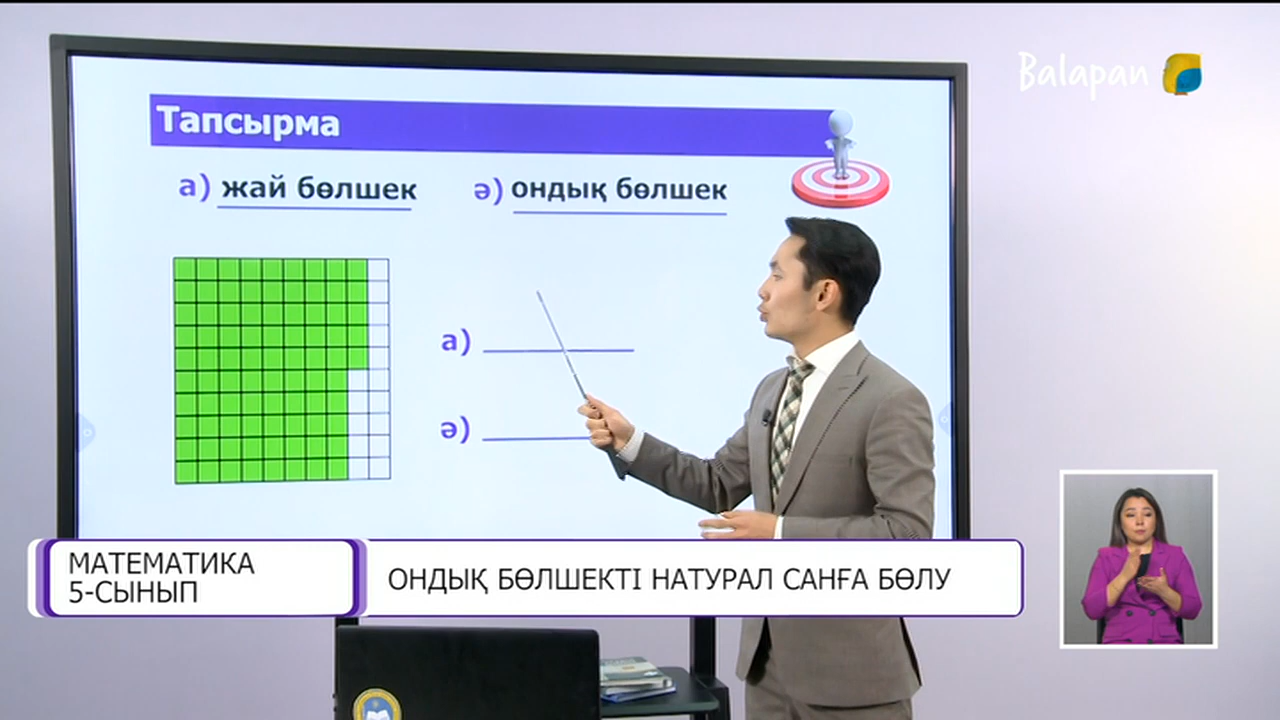 Balapan
Тапсырма
а) жай бөлшек
ә) ондық бөлшек
а)
ә)
МАТЕМАТИКА
5-СЫНЫП
ОНДЫҚ БӨЛШЕКТІ НАТУРАЛ САНҒА БӨЛУ